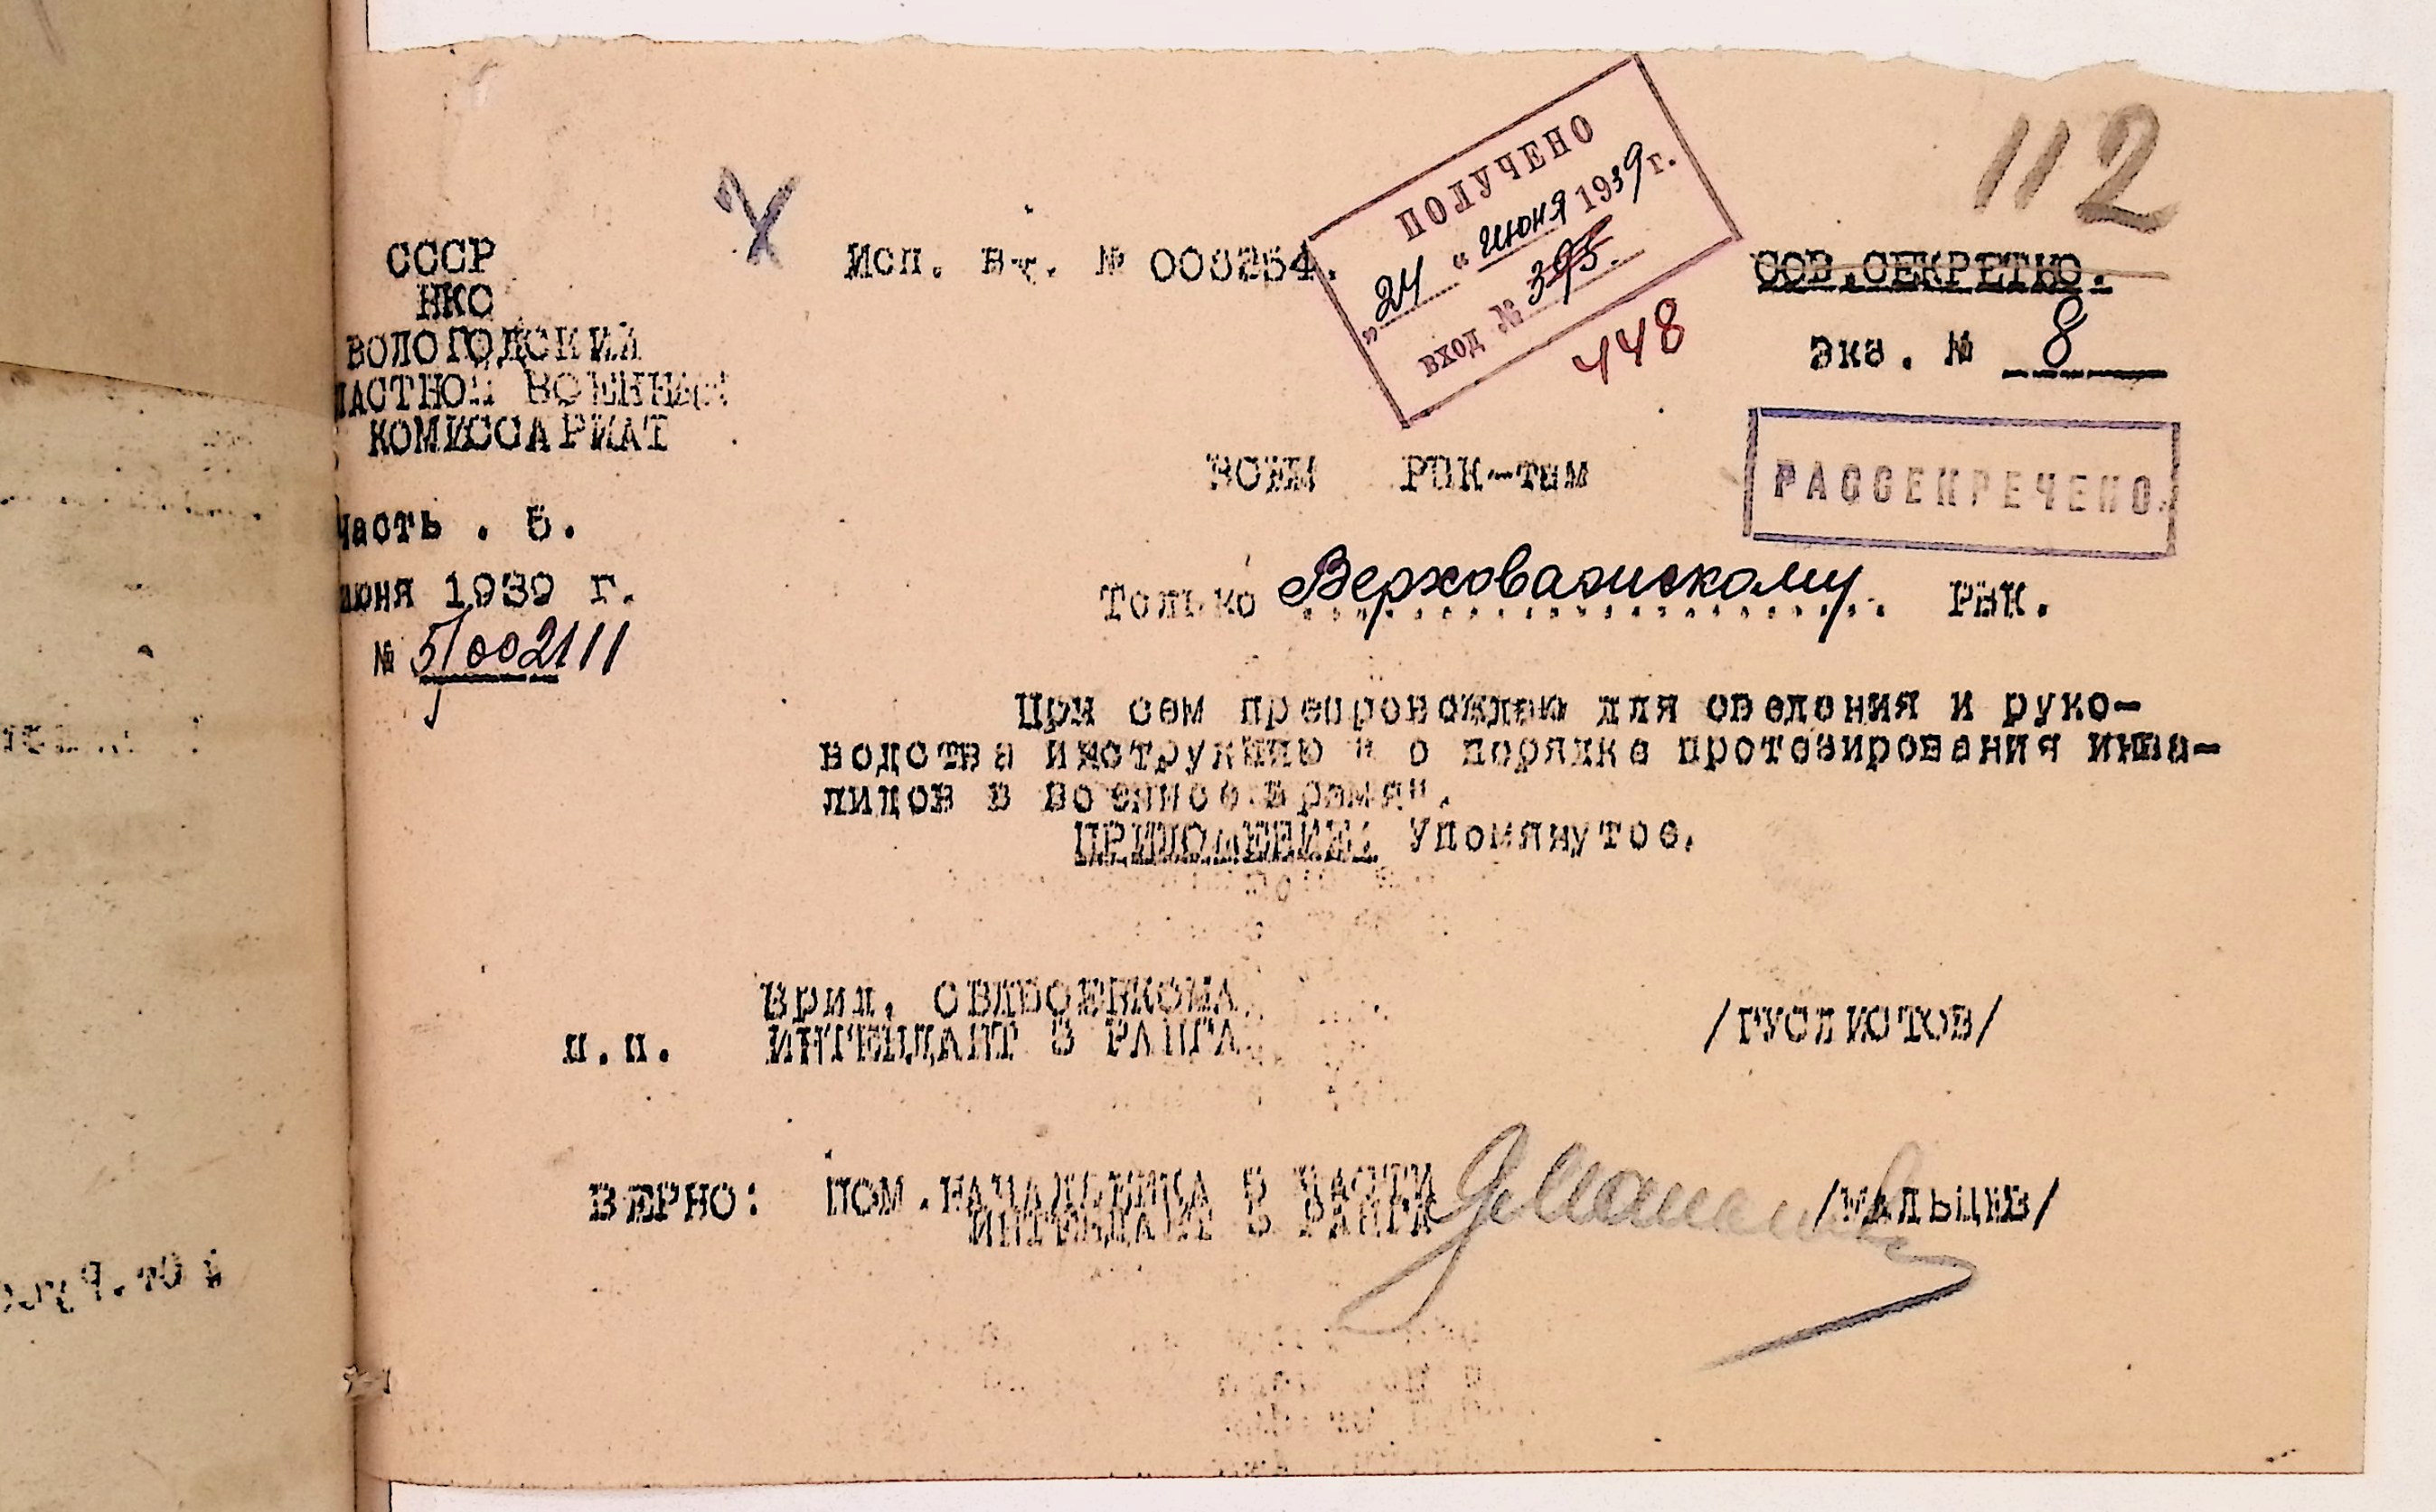 112
ПОЛУЧЕНО
„24“ июня 1939 г.
ВХОД № 395
448
СССР
НКО
ВОЛОГОДСКИЙ
ЛАСТНОЙ ВОЕННЫЙ
КОМИССАРИАТ
Исп. вх. №
СОВ.СЕКРЕТНО.
Экз. № 8
РАССЕКРЕЧЕНО.
часть . 5.
июня 1939 г.
№ 5/002111
ВСЕМ РВК-там
Только Верховажскому. РВК.
При сем препровождаю для сведения и руко-
водства инструкцию " о порядке протезирования инва-
лидов в военное время".
ПРИЛОЖЕНИЕ: Упомянутое.
Врид. ОБЛВОЕНКОМА
п.п. ИНТЕНДАНТ 3 РАНГА /ГУСЛИСТОВ/
ВЕРНО: ПОМ.НАЧАЛЬНИКА 5 ЧАСТИ
ИНТЕНДАНТ 3 РАНГА /МАЛЬЦЕВ/